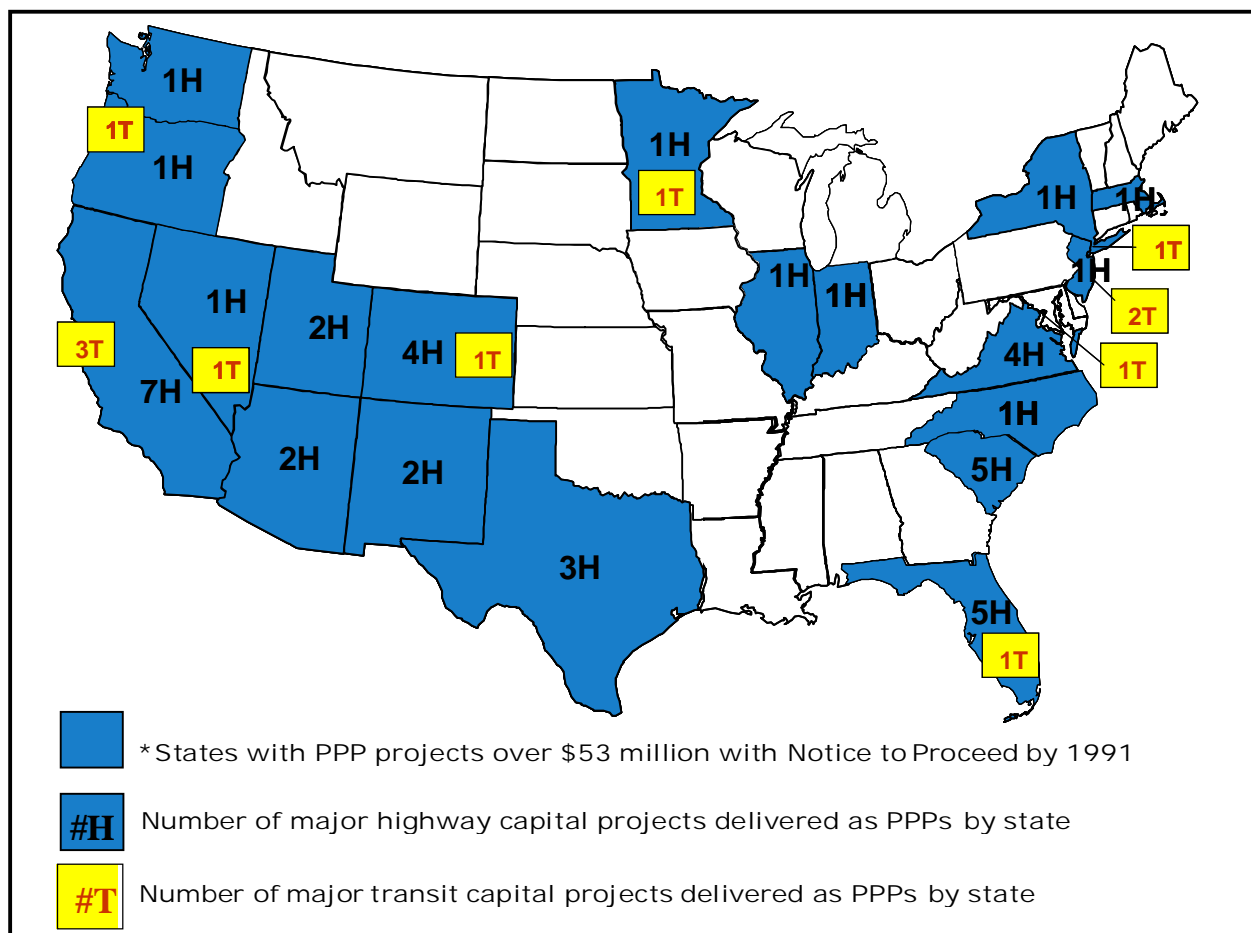 1H
1T
1H
1H
1T
1H
1H
1T
1H
2T
1T
1H
1H
1H
2H
4H
1T
3T
1T
7H
4H
1H
2H
2H
5H
3H
5H
1T
*States with PPP projects over $53 million with Notice to Proceed by 1991
#H Number of major highway capital projects delivered as PPPs by state
#T Number of major transit capital projects delivered as PPPs by state